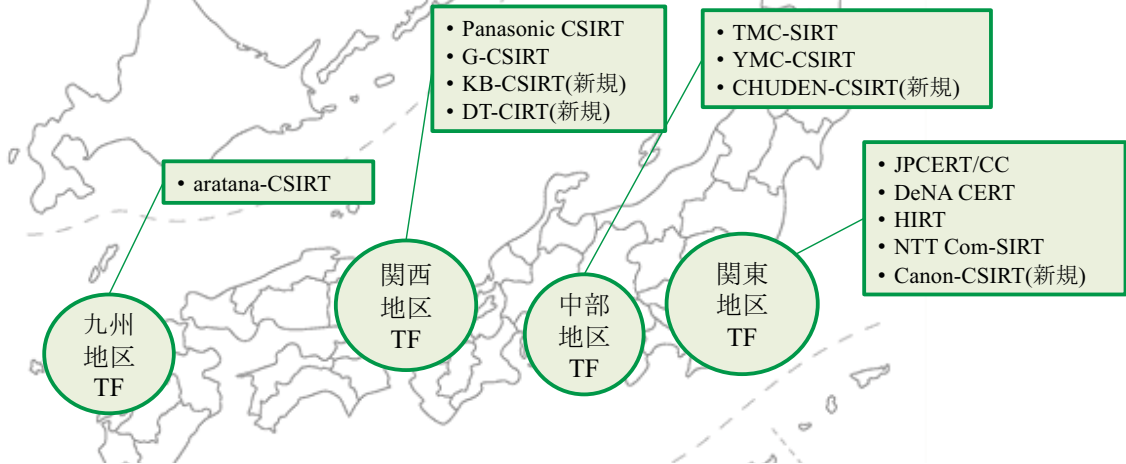 • Panasonic CSIRT
• G-CSIRT
• KB-CSIRT(新規)
• DT-CIRT(新規)
• TMC-SIRT
• YMC-CSIRT
• CHUDEN-CSIRT(新規)
• aratana-CSIRT
• JPCERT/CC
• DeNA CERT
• HIRT
• NTT Com-SIRT
• Canon-CSIRT(新規)
九州
地区
TF
関西
地区
TF
中部
地区
TF
関東
地区
TF